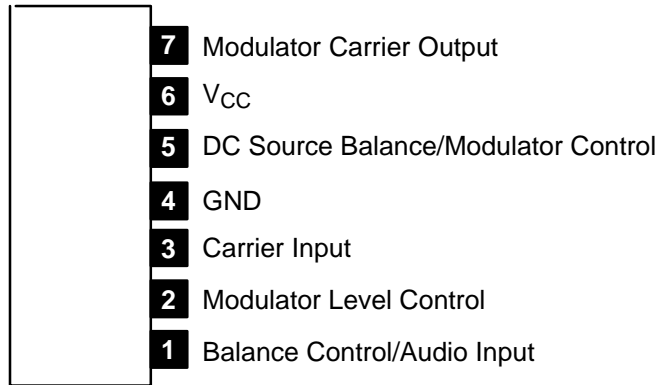 7 Modulator Carrier Output
6 VCC
5 DC Source Balance/Modulator Control
4 GND
3 Carrier Input
2 Modulator Level Control
1 Balance Control/Audio Input